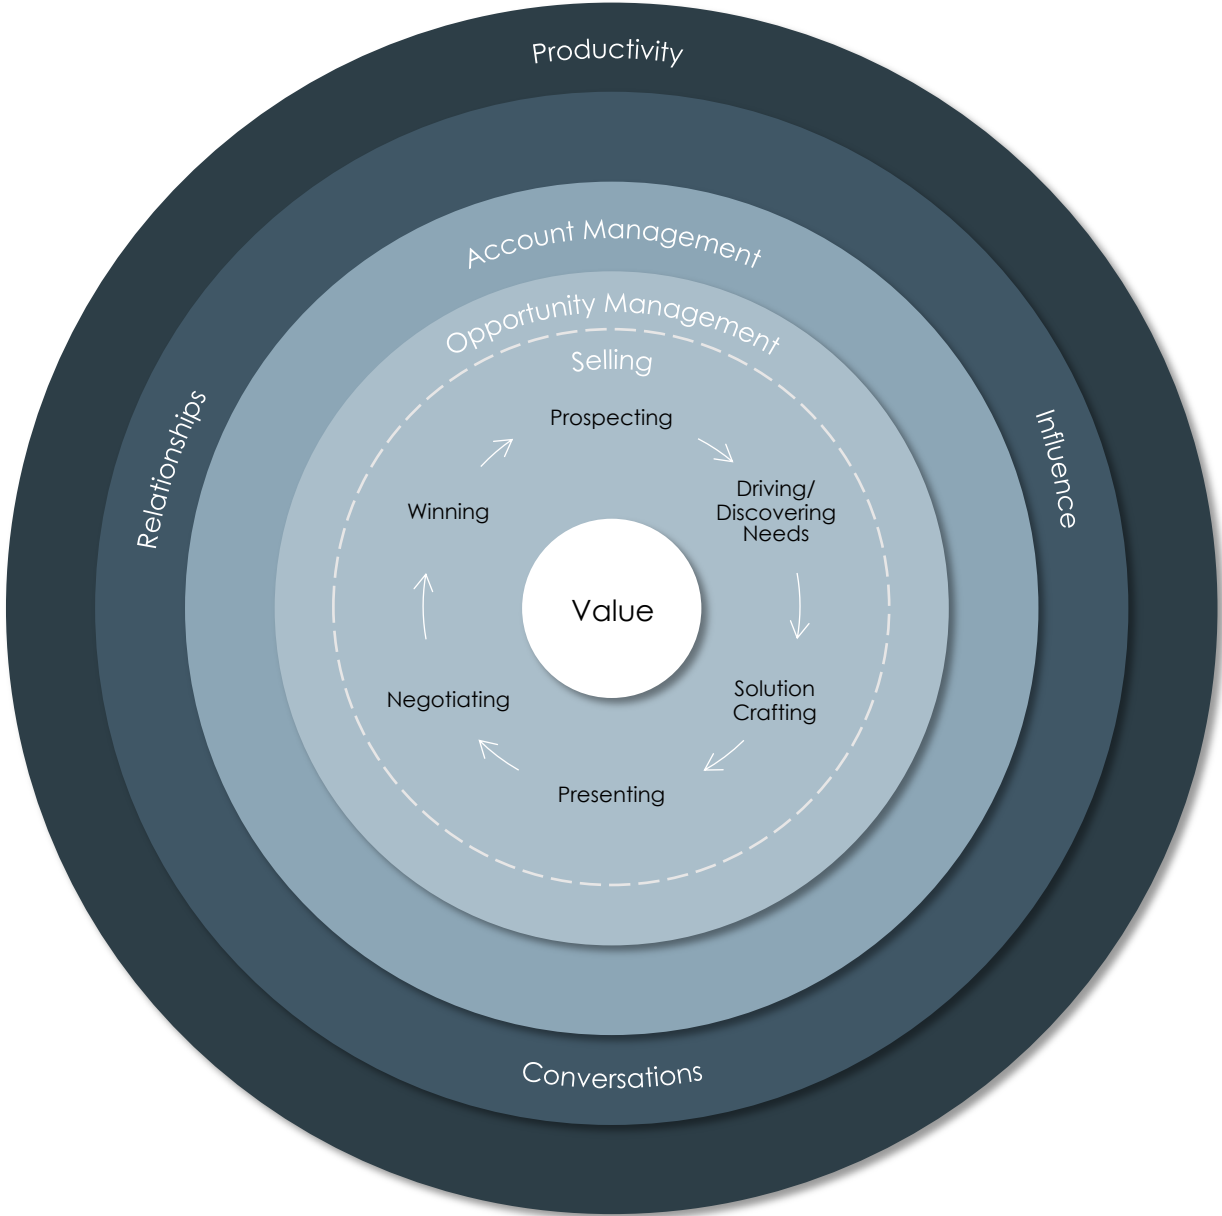 Productivity
Account Management
Opportunity Management
Selling
Prospecting
Relationships
Influence
Winning
Driving/
Discovering
Needs
Value
Negotiating
Solution
Crafting
Presenting
Conversations